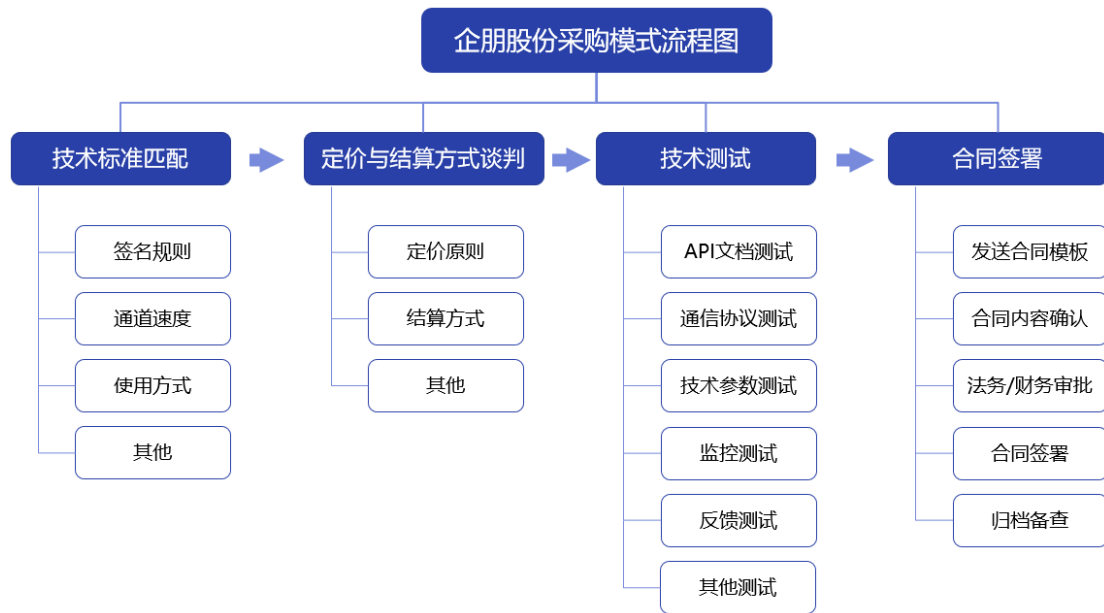 企朋股份采购模式流程图
技术标准匹配
签名规则
通道速度
使用方式
其他
定价与结算方式谈判
定价原则
结算方式
其他
技术测试
API文档测试
通信协议测试
技术参数测试
监控测试
反馈测试
其他测试
合同签署
发送合同模板
合同内容确认
法务/财务审批
合同签署
归档备查